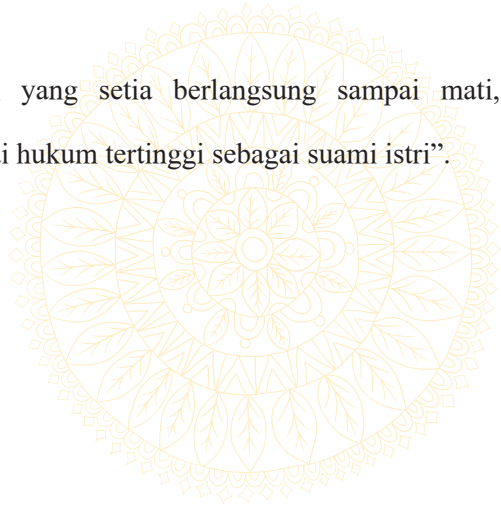 yang setia berlangsung sampai mati,
hukum tertinggi sebagai suami istri”.